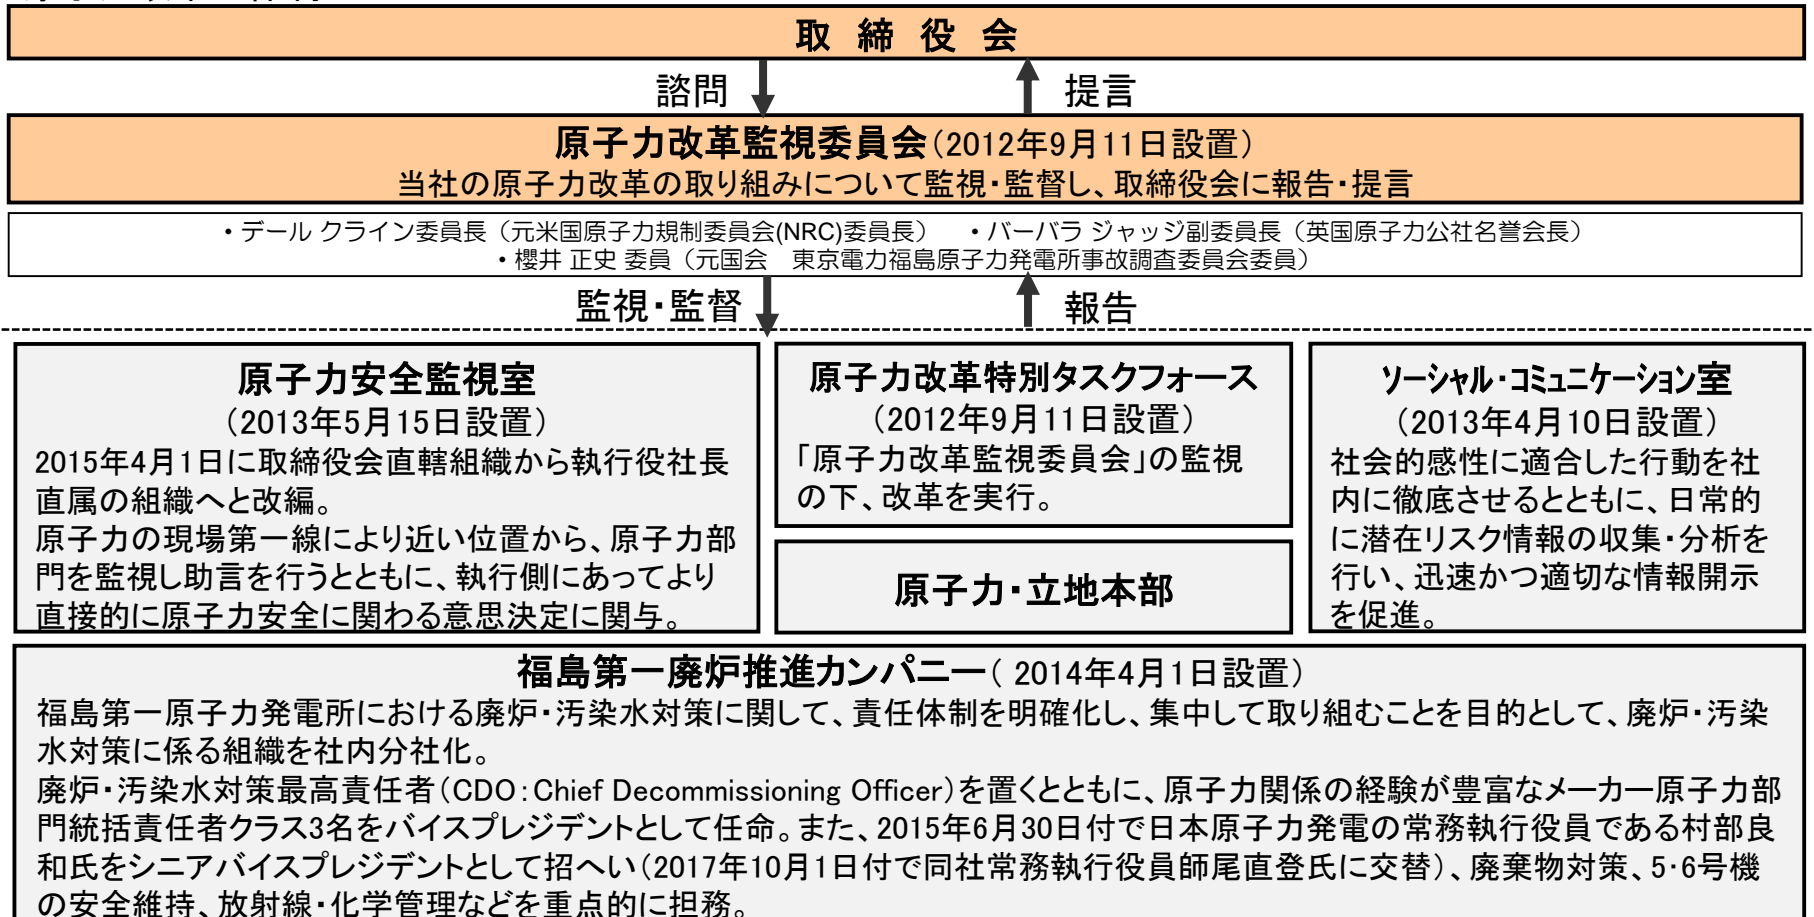 取 締 役 会
諮問
提言
原子力改革監視委員会(2012年9月11日設置)
当社の原子力改革の取り組みについて監視・監督し、取締役会に報告・提言
・デール クライン委員長（元米国原子力規制委員会(NRC)委員長）　・バーバラ ジャッジ副委員長（英国原子力公社名誉会長）
・櫻井 正史 委員（元国会　東京電力福島原子力発電所事故調査委員会委員）
監視・監督
報告
原子力安全監視室
（2013年5月15日設置）
2015年4月1日に取締役会直轄組織から執行役社長
直属の組織へと改編。
原子力の現場第一線により近い位置から、原子力部
門を監視し助言を行うとともに、執行側にあってより
直接的に原子力安全に関わる意思決定に関与。
原子力改革特別タスクフォース
（2012年9月11日設置）
「原子力改革監視委員会」の監視
の下、改革を実行。
原子力・立地本部
ソーシャル・コミュニケーション室
（2013年4月10日設置）
社会的感性に適合した行動を社
内に徹底させるとともに、日常的
に潜在リスク情報の収集・分析を
行い、迅速かつ適切な情報開示
を促進。
福島第一廃炉推進カンパニー（ 2014年4月1日設置）
福島第一原子力発電所における廃炉・汚染水対策に関して、責任体制を明確化し、集中して取り組むことを目的として、廃炉・汚染
水対策に係る組織を社内分社化。
廃炉・汚染水対策最高責任者（CDO：Chief Decommissioning Officer）を置くとともに、原子力関係の経験が豊富なメーカー原子力部
門統括責任者クラス3名をバイスプレジデントとして任命。また、2015年6月30日付で日本原子力発電の常務執行役員である村部良
和氏をシニアバイスプレジデントとして招へい（2017年10月1日付で同社常務執行役員師尾直登氏に交替）、廃棄物対策、5・6号機
の安全維持、放射線・化学管理などを重点的に担務。